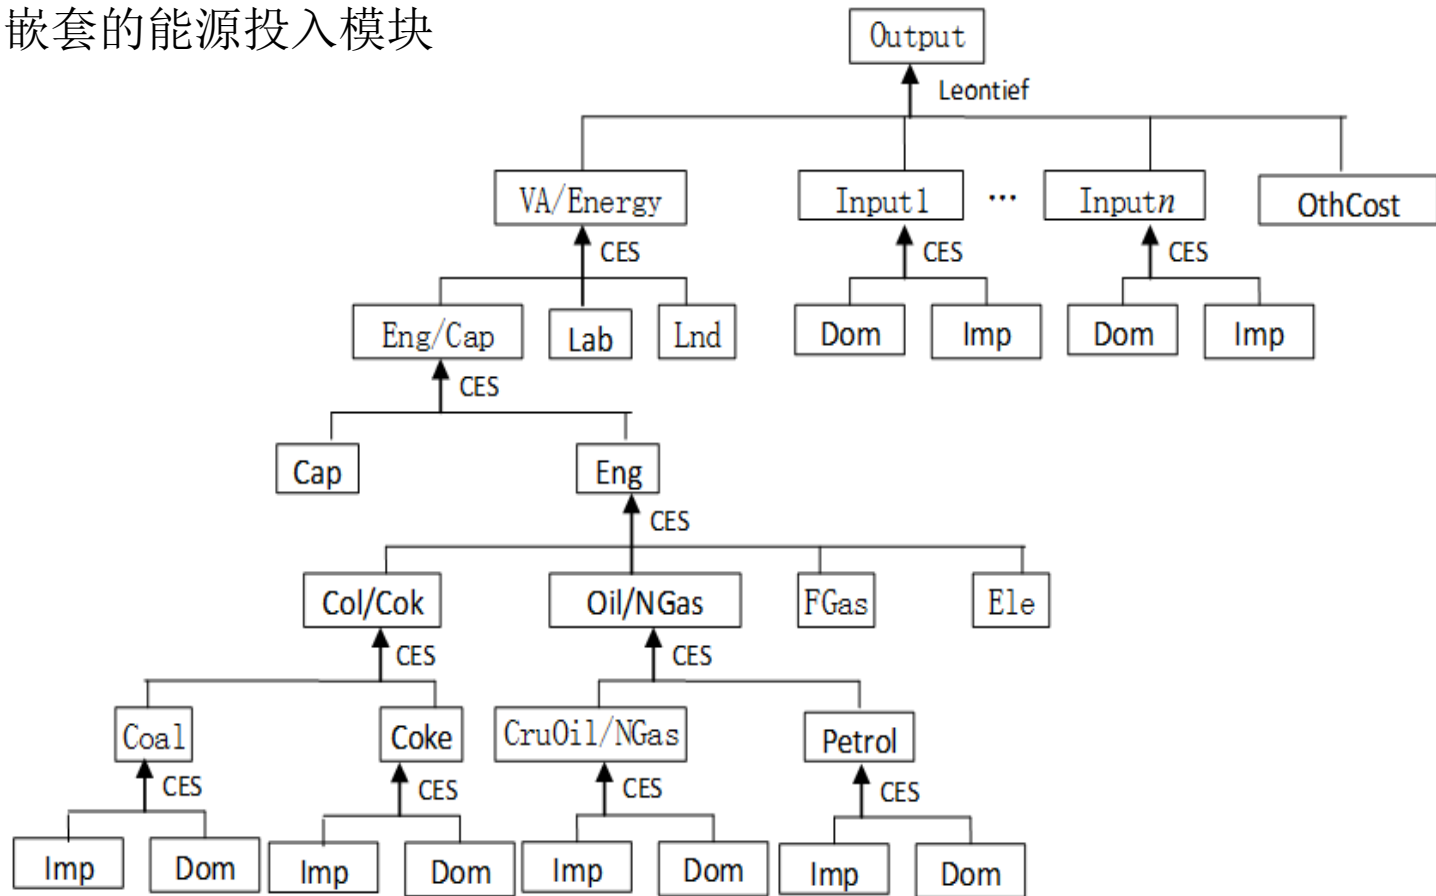 嵌套的能源投入模块
Output
Leontief
VA/Energy
Input1
...
Inputn
OthCost
CES
CES
CES
Eng/Cap
Lab
Lnd
Dom
Imp
Dom
Imp
CES
Cap
Eng
CES
Col/Cok
Oil/NGas
FGas
Ele
CES
CES
Coal
Coke
CruOil/NGas
Petrol
CES
CES
CES
CES
Imp
Dom
Imp
Dom
Imp
Dom
Imp
Dom